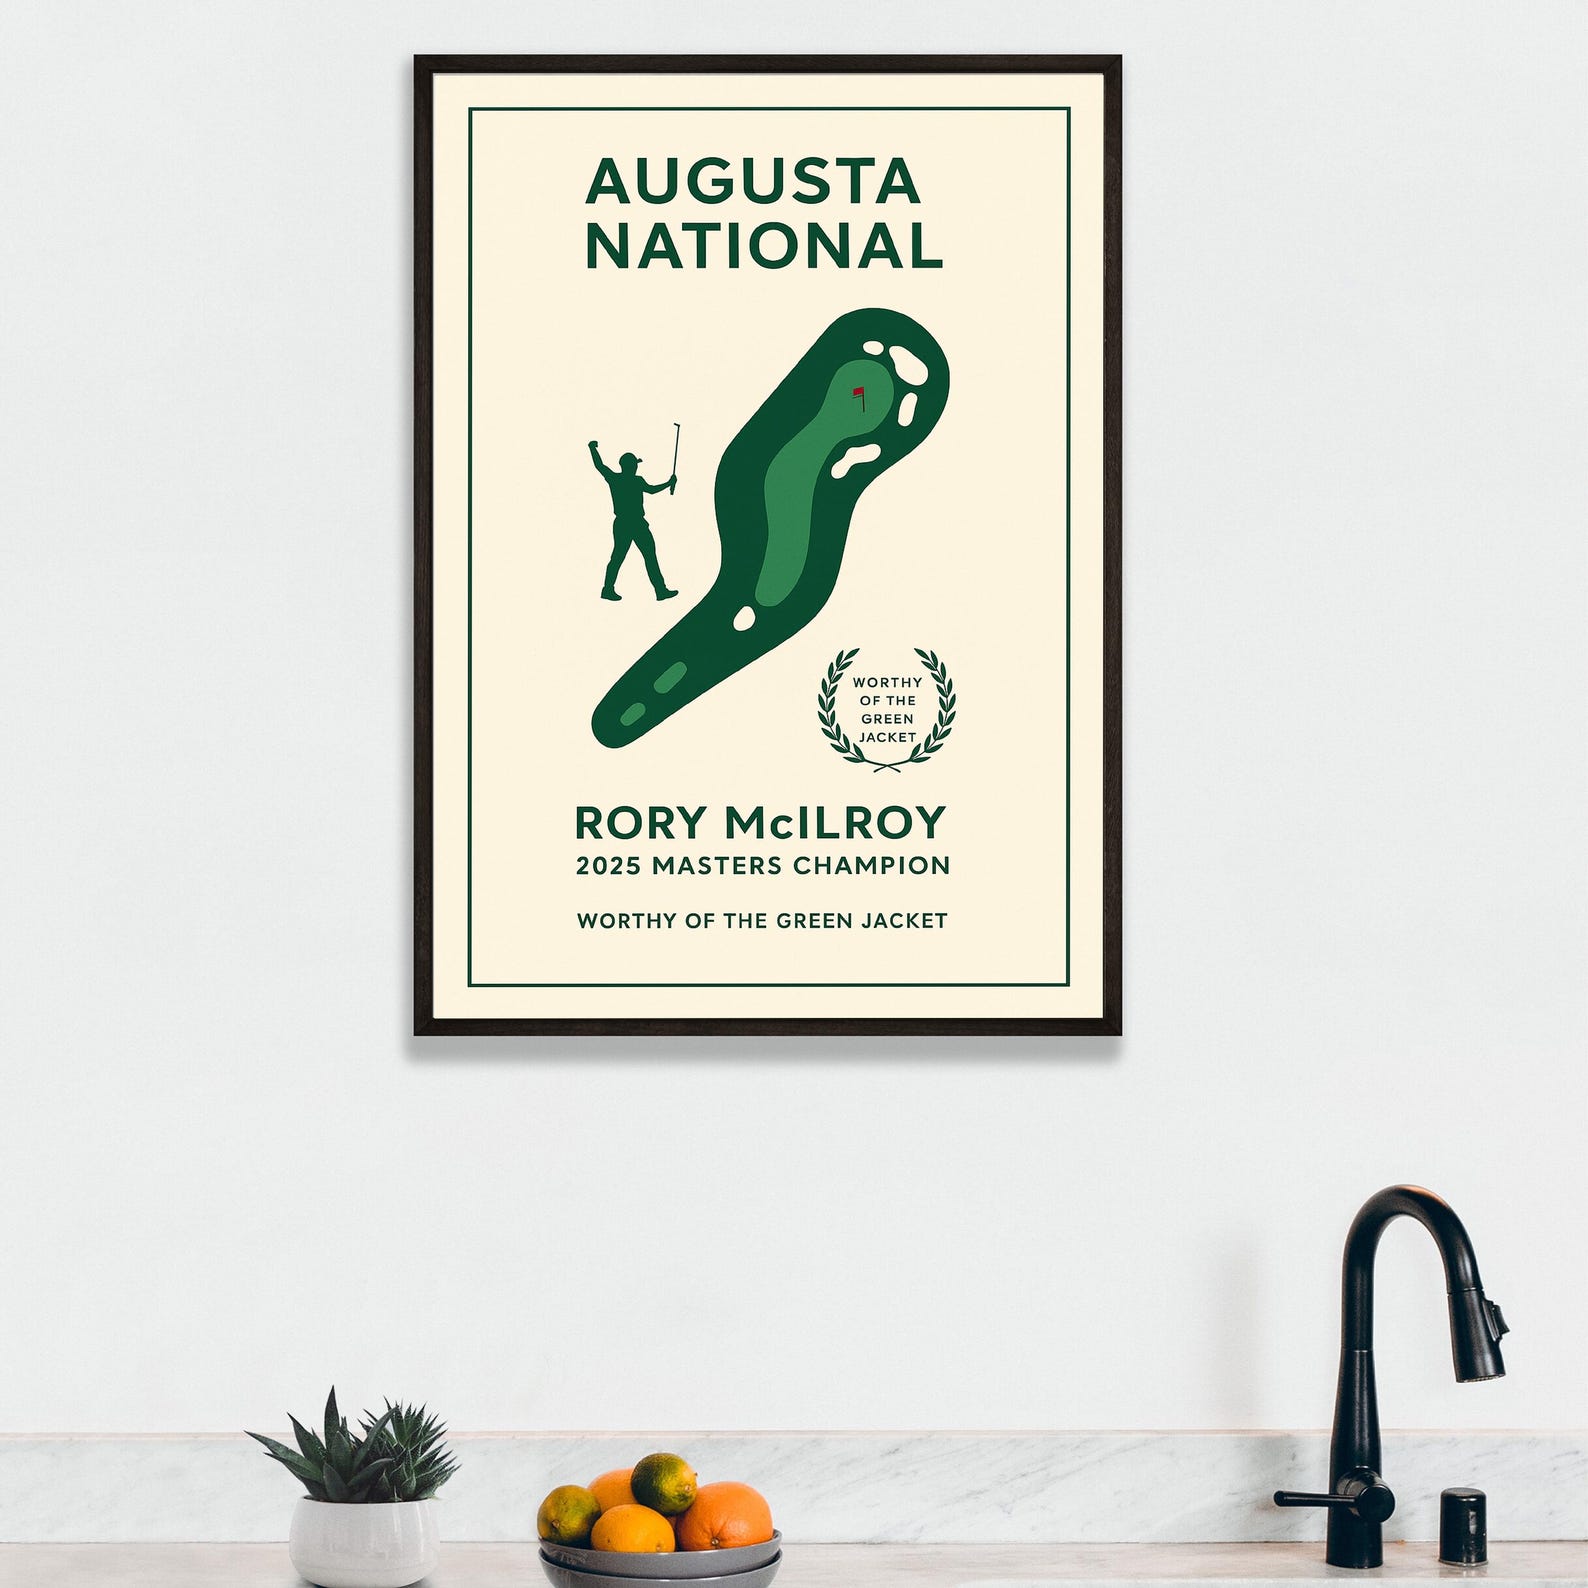 AUGUSTA
NATIONAL
WORTHY
OF THE
GREEN
JACKET
RORY McILROY
2025 MASTERS CHAMPION
WORTHY OF THE GREEN JACKET